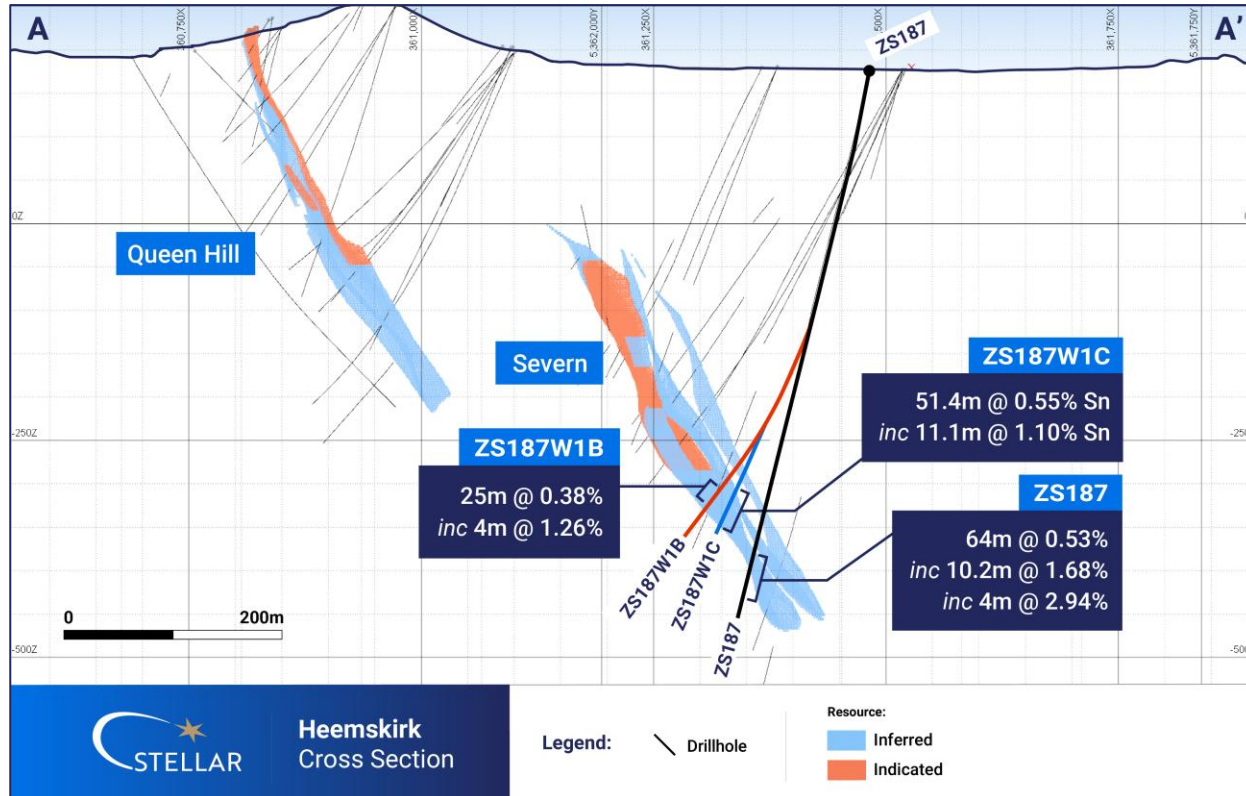 A
360,750X
361,000X
5,362,000Y
361,250X
,500X
361,750X
5,361,750Y
A'
ZS187
x
0Z
Queen Hill
Severn
ZS187W1C
51.4m @ 0.55% Sn
inc 11.1m @ 1.10% Sn
-250Z
ZS187W1B
25m @ 0.38%
inc 4m @ 1.26%
ZS187
64m @ 0.53%
inc 10.2m @ 1.68%
inc 4m @ 2.94%
ZS187W1B
ZS187W1C
ZS187
0
200m
-500Z
-500
STELLAR
Heemskirk
Cross Section
Legend:
Drillhole
Resource:
Inferred
Indicated